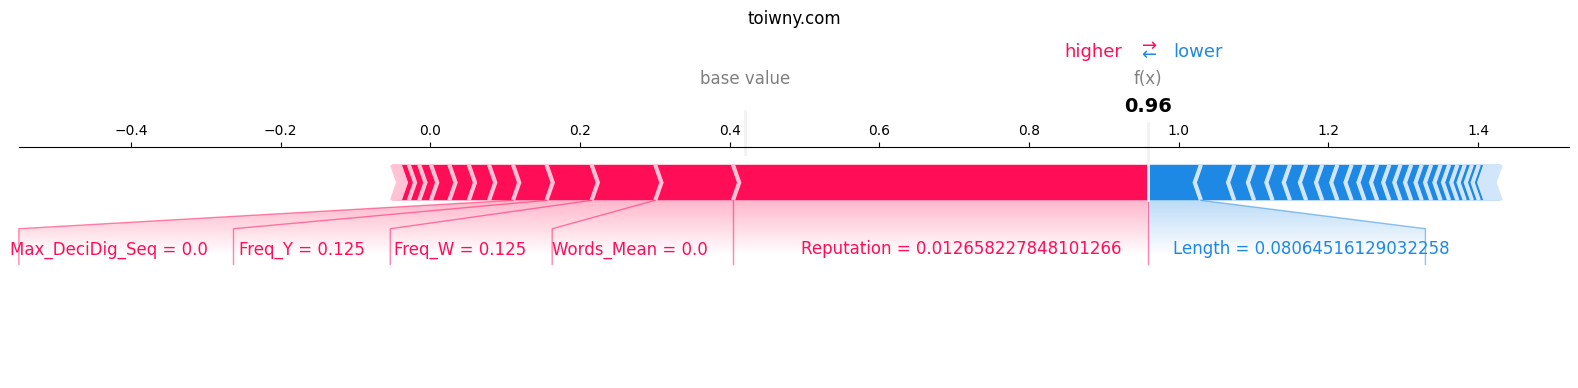 toiwny.com
higher ⇄ lower
base value f(x)
0.96
−0.4 −0.2 0.0 0.2 0.4 0.6 0.8 1.0 1.2 1.4
Max_DeciDig_Seq = 0.0 Freq_Y = 0.125 Freq_W = 0.125 Words_Mean = 0.0 Reputation = 0.012658227848101266 Length = 0.08064516129032258